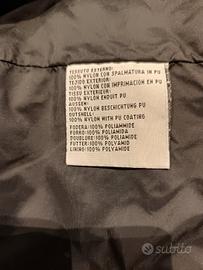 TESSUTO ESTERNO:
100% NYLON CON SPALMATURA IN PU
TEJIDO EXTERIOR:
100% NYLON CON IMPRIMACIÓN EN PU
TISSU EXTERIEUR:
100% NYLON ENDUIT PU
AUSSEN:
100% NYLON BESCHICHTUNG PU
OUTSHELL:
100% NYLON WITH PU COATING
FODERA:100% POLIAMMIDE
FORRO:100% POLIAMIDA
DOUBLURE:100% POLYAMIDE
FUTTER:100% POLYAMID
LINING:100% POLYAMIDE
subito